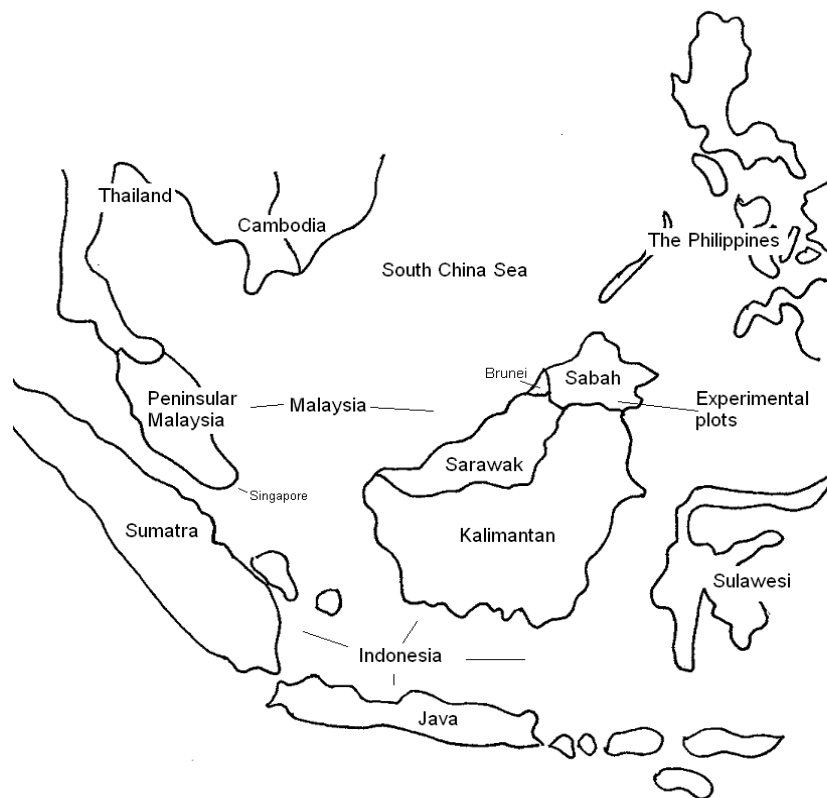 Thailand
Cambodia
The Philippines
South China Sea
Brunei
Sabah
Peninsular
Malaysia
Malaysia
Experimental
plots
Sarawak
Singapore
Sumatra
Kalimantan
Sulawesi
Indonesia
Java